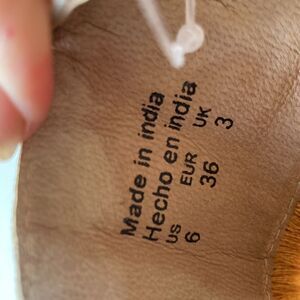 Made in india
Hecho en india
US EUR UK
6 36 3